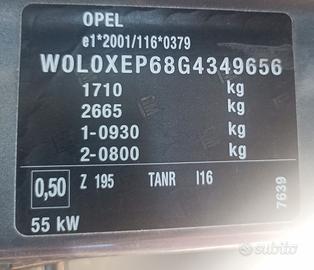 OPEL
e1*2001/116*0379
W0L0XEP68G4349656
1710 kg
2665 kg
1-0930 kg
2-0800 kg
0,50 Z 195 TANR I16
7639
55 kW
subito